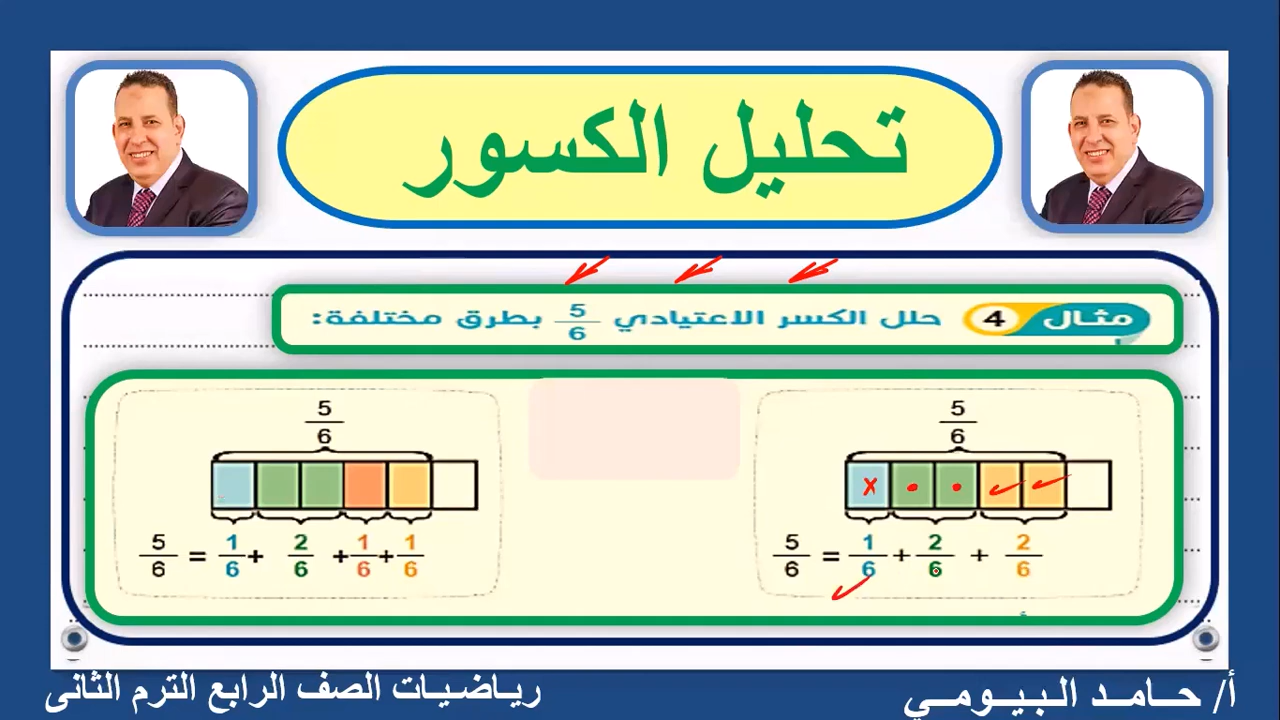 تحليل الكسور
مثال 4 حلل الكسر الاعتيادي 5/6 بطرق مختلفة:
5/6
5/6 = 1/6 + 2/6 + 2/6
5/6
5/6 = 1/6 + 2/6 + 1/6 + 1/6
أ/ حامد البيومي
رياضيات الصف الرابع الترم الثانى